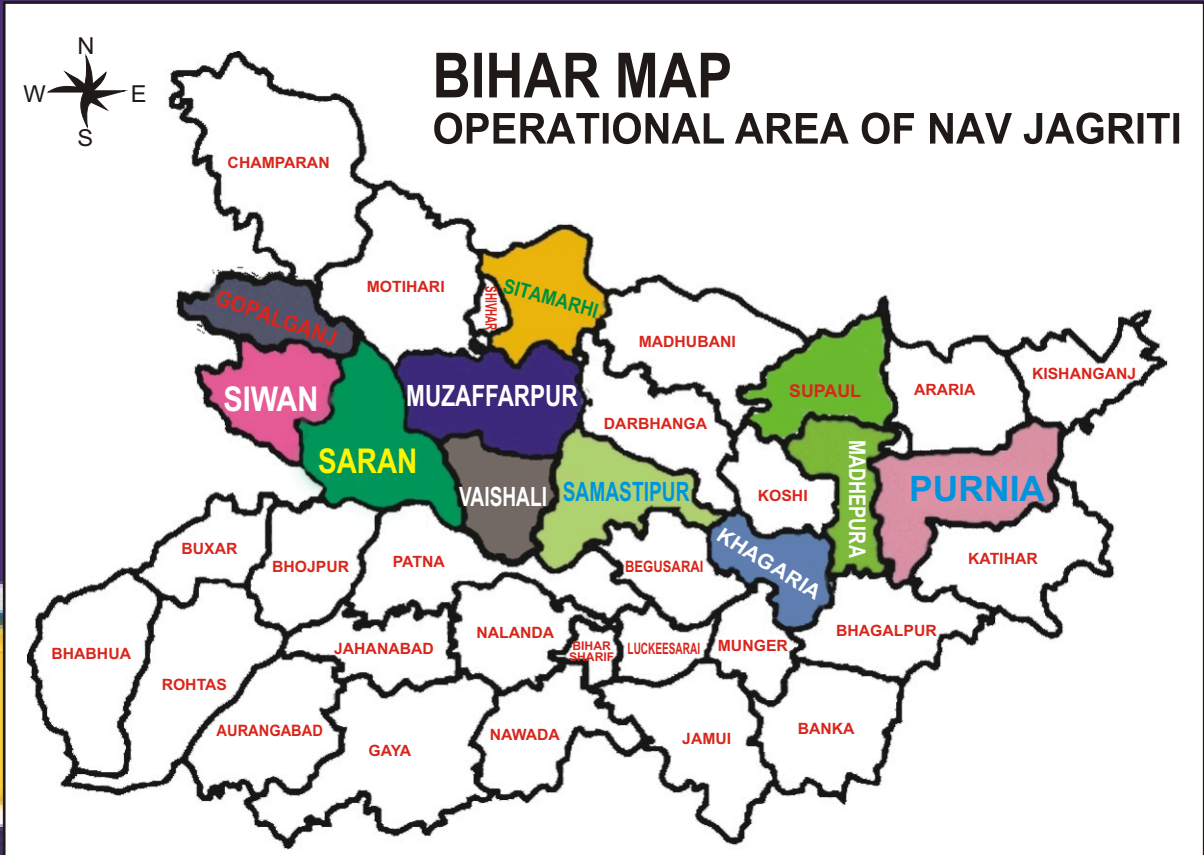 N
W E
S
BIHAR MAP
OPERATIONAL AREA OF NAV JAGRITI
CHAMPARAN
MOTIHARI
SHIVHAR
SITAMARHI
GOPALGANJ
MADHUBANI
SIWAN
MUZAFFARPUR
SUPAUL
ARARIA
KISHANGANJ
DARBHANGA
SARAN
VAISHALI
SAMASTIPUR
KOSHI
MADHEPURA
PURNIA
BUXAR
BHOJPUR
PATNA
BEGUSARAI
KHAGARIA
KATIHAR
BHABHUA
ROHTAS
JAHANABAD
NALANDA
BIHAR
SHARIF
LUCKEESARAI
MUNGER
BHAGALPUR
AURANGABAD
GAYA
NAWADA
JAMUI
BANKA